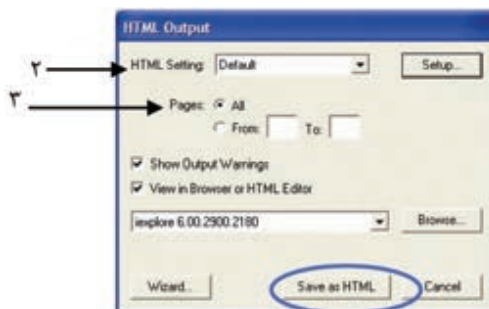 HTML Output
۲
HTML Setting: Default Setup...
۳
Pages: All
From: To:
Show Output Warnings
View in Browser or HTML Editor
iexplore 6.00.2900.2180 Browse...
Wizard... Save as HTML Cancel